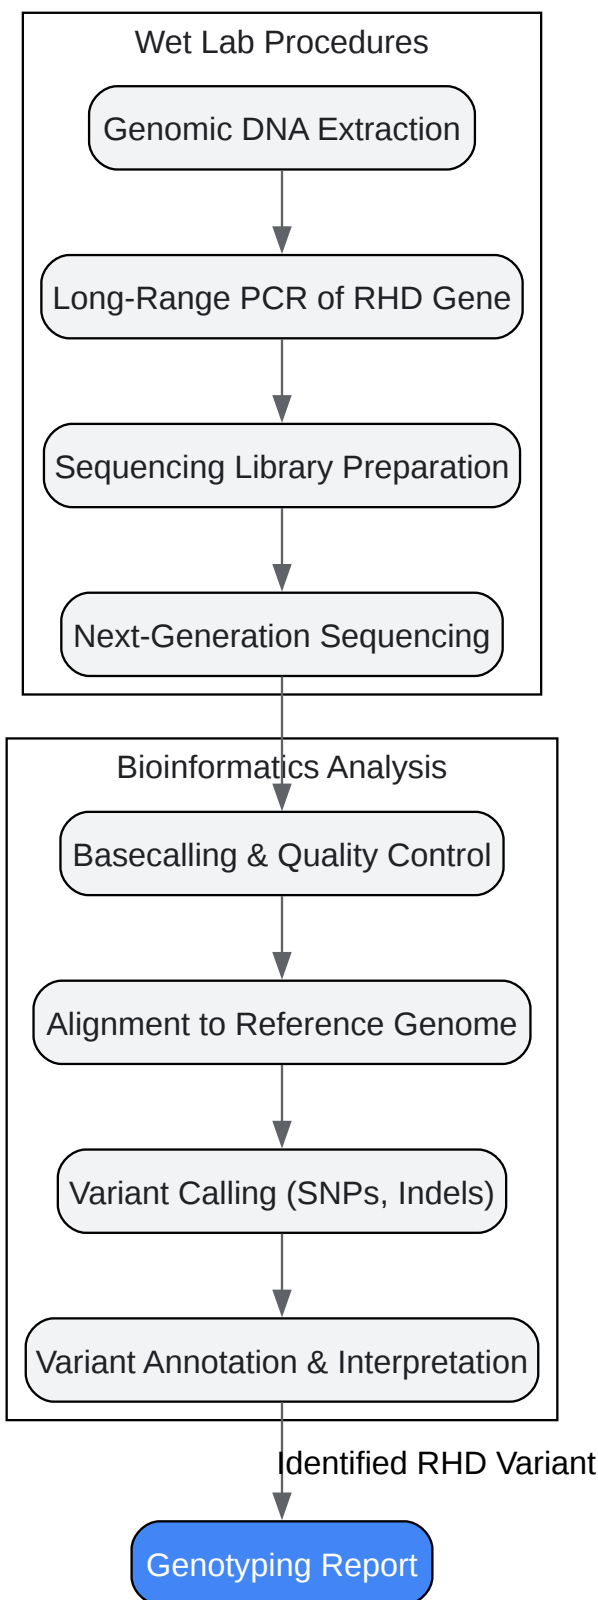 Wet Lab Procedures
Genomic DNA Extraction
Long-Range PCR of RHD Gene
Sequencing Library Preparation
Next-Generation Sequencing
Bioinformatics Analysis
Basecalling & Quality Control
Alignment to Reference Genome
Variant Calling (SNPs, Indels)
Variant Annotation & Interpretation
Identified RHD Variant
Genotyping Report